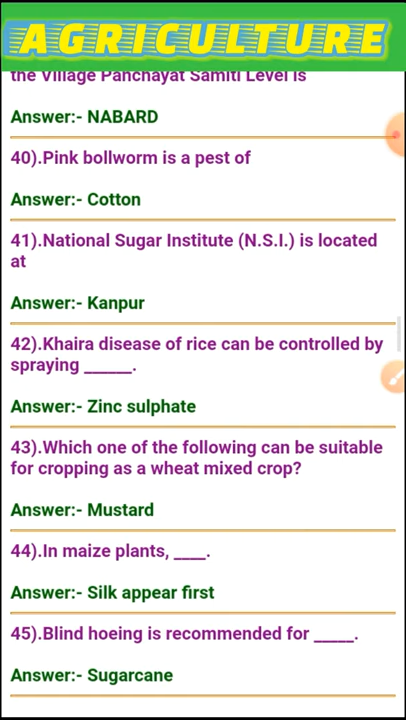 AGRICULTURE
the Village Panchayat Samiti Level is
Answer:- NABARD
40).Pink bollworm is a pest of
Answer:- Cotton
41).National Sugar Institute (N.S.I.) is located
at
Answer:- Kanpur
42).Khaira disease of rice can be controlled by
spraying ______.
Answer:- Zinc sulphate
43).Which one of the following can be suitable
for cropping as a wheat mixed crop?
Answer:- Mustard
44).In maize plants, ____.
Answer:- Silk appear first
45).Blind hoeing is recommended for _____.
Answer:- Sugarcane